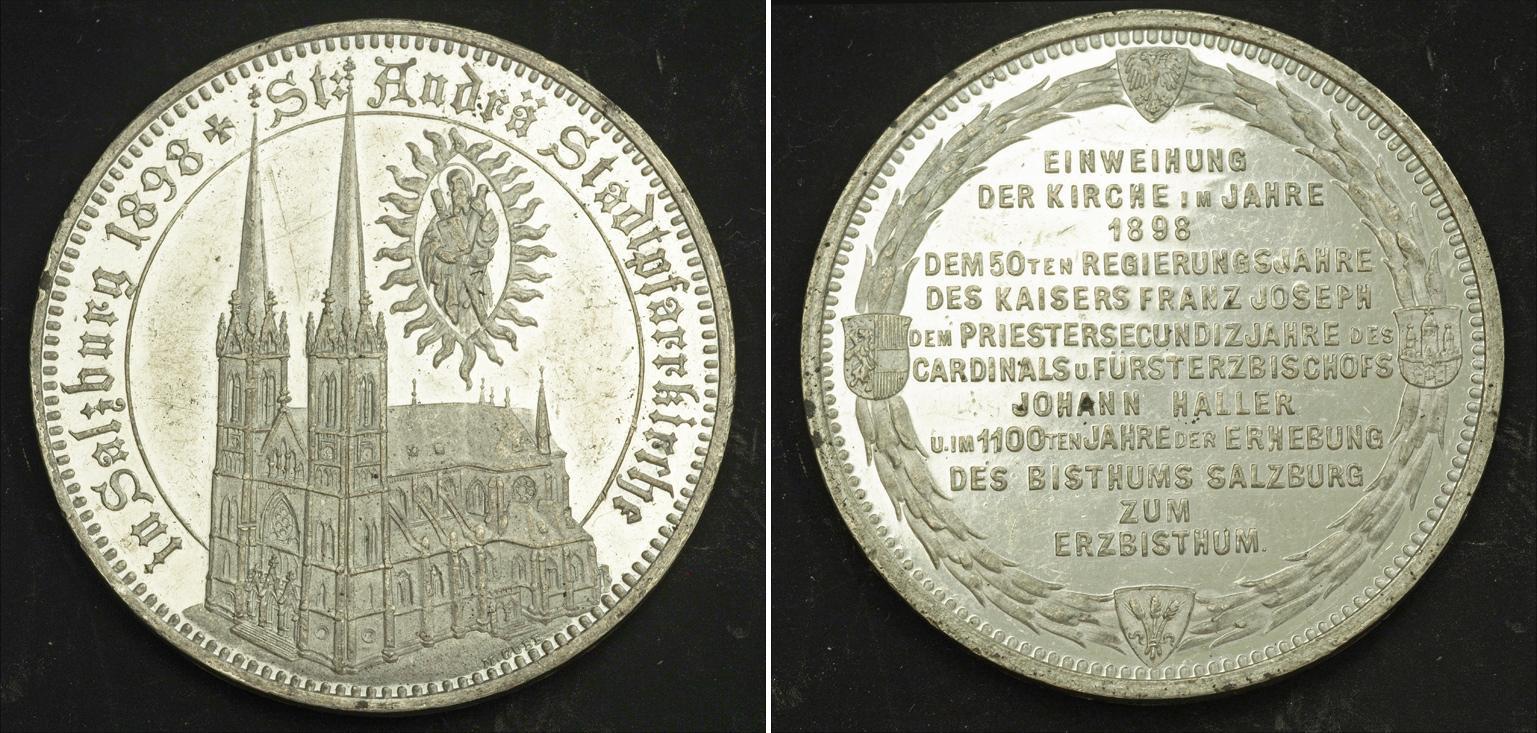 St: Andrä Stadtpfarrkirche in Salzburg 1898
EINWEIHUNG
DER KIRCHE IM JAHRE
1898
DEM 50TEN REGIERUNGSJAHRE
DES KAISERS FRANZ JOSEPH
DEM PRIESTERSECUNDIZJAHRE DES
CARDINALS U. FÜRSTERZBISCHOFS
JOHANN HALLER
U. IM 1100TEN JAHRE DER ERHEBUNG
DES BISTHUMS SALZBURG
ZUM
ERZBISTHUM.